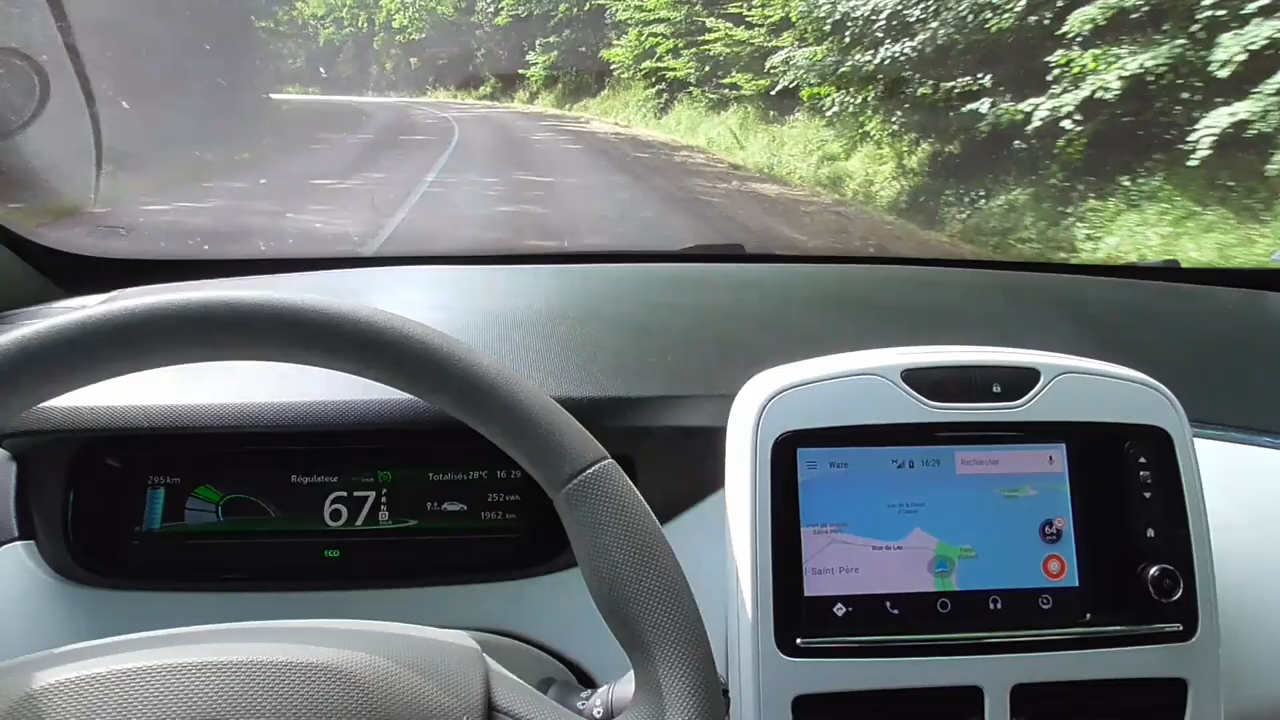 295 km
Régulateur
Totalisés 28°C 16 29
67
P
R
N
D
252 kWh
1962 km
ECO
Waze
16:29
Rechercher
64
Rue du Lac
l-Saint-Père